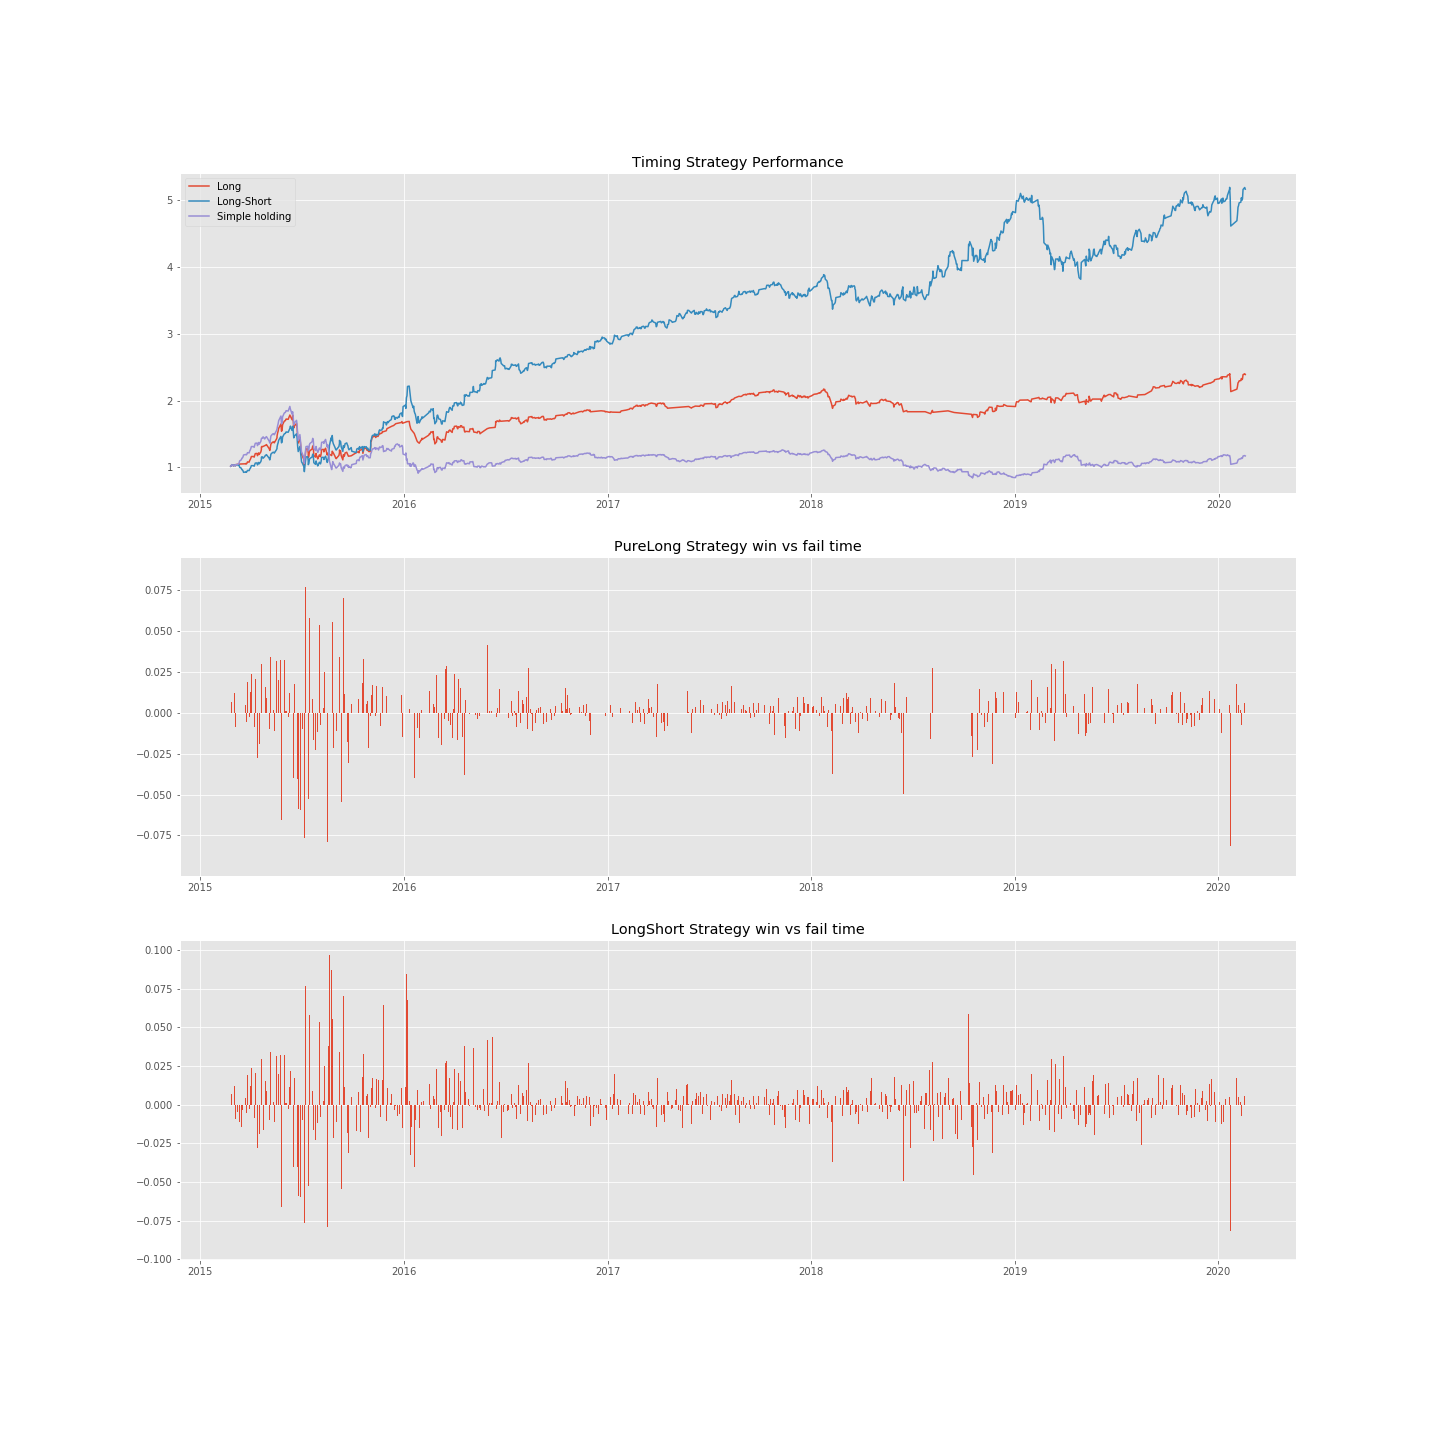 Timing Strategy Performance
Long
Long-Short
Simple holding
5
4
3
2
1
2015 2016 2017 2018 2019 2020
PureLong Strategy win vs fail time
0.075
0.050
0.025
0.000
−0.025
−0.050
−0.075
2015 2016 2017 2018 2019 2020
LongShort Strategy win vs fail time
0.100
0.075
0.050
0.025
0.000
−0.025
−0.050
−0.075
−0.100
2015 2016 2017 2018 2019 2020